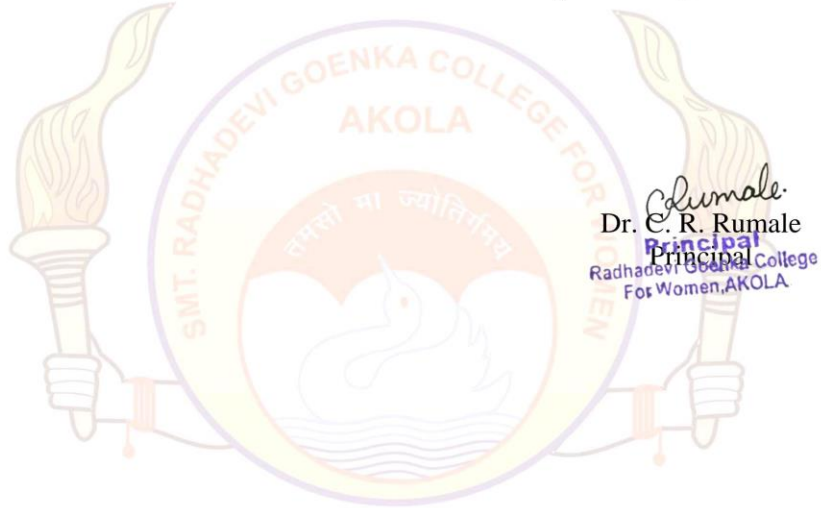 SMT. RADHADEVI GOENKA COLLEGE FOR WOMEN
AKOLA
तमसो मा ज्योतिर्गमय
CRumale.
Dr. C. R. Rumale
Principal
Principal
Radhadevi Goenka College
For Women,AKOLA